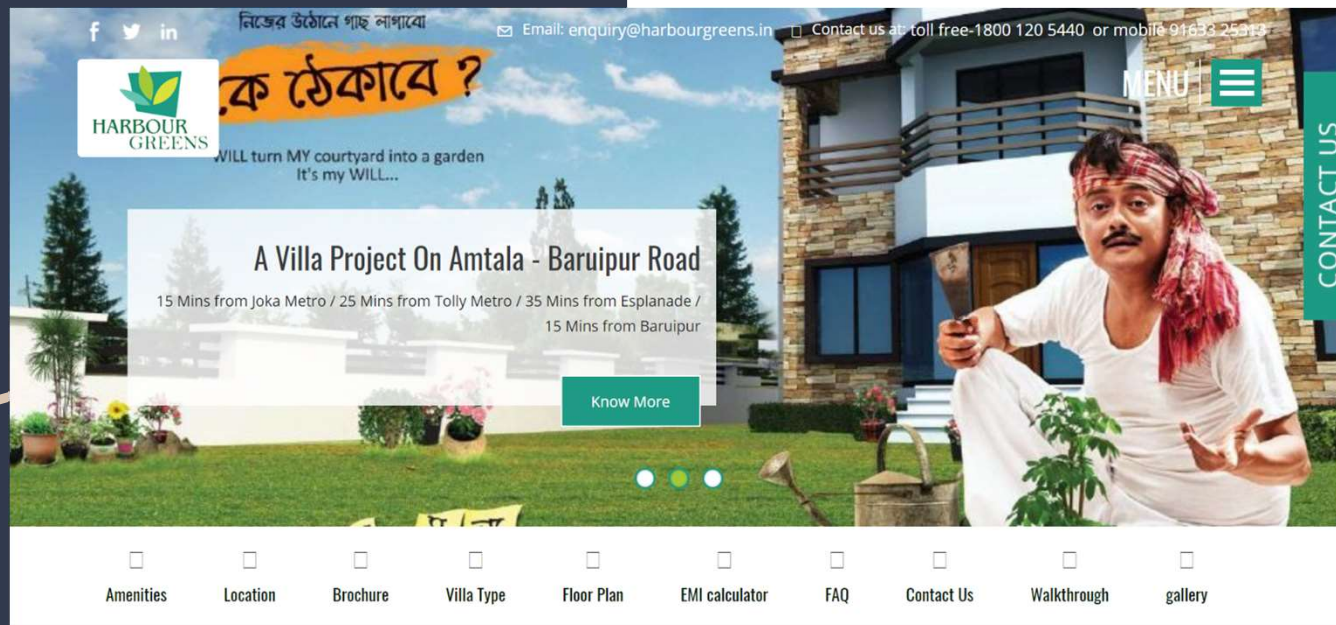 নিজের উঠোনে গাছ লাগাবো
Email: enquiry@harbourgreens.in
Contact us at: toll free-1800 120 5440 or mobile 91633 25313
কে ঠেকাবে ?
MENU
HARBOUR
GREENS
WILL turn MY courtyard into a garden
It's my WILL...
CONTACT US
A Villa Project On Amtala - Baruipur Road
15 Mins from Joka Metro / 25 Mins from Tolly Metro / 35 Mins from Esplanade /
15 Mins from Baruipur
Know More
Amenities Location Brochure Villa Type Floor Plan EMI calculator FAQ Contact Us Walkthrough gallery